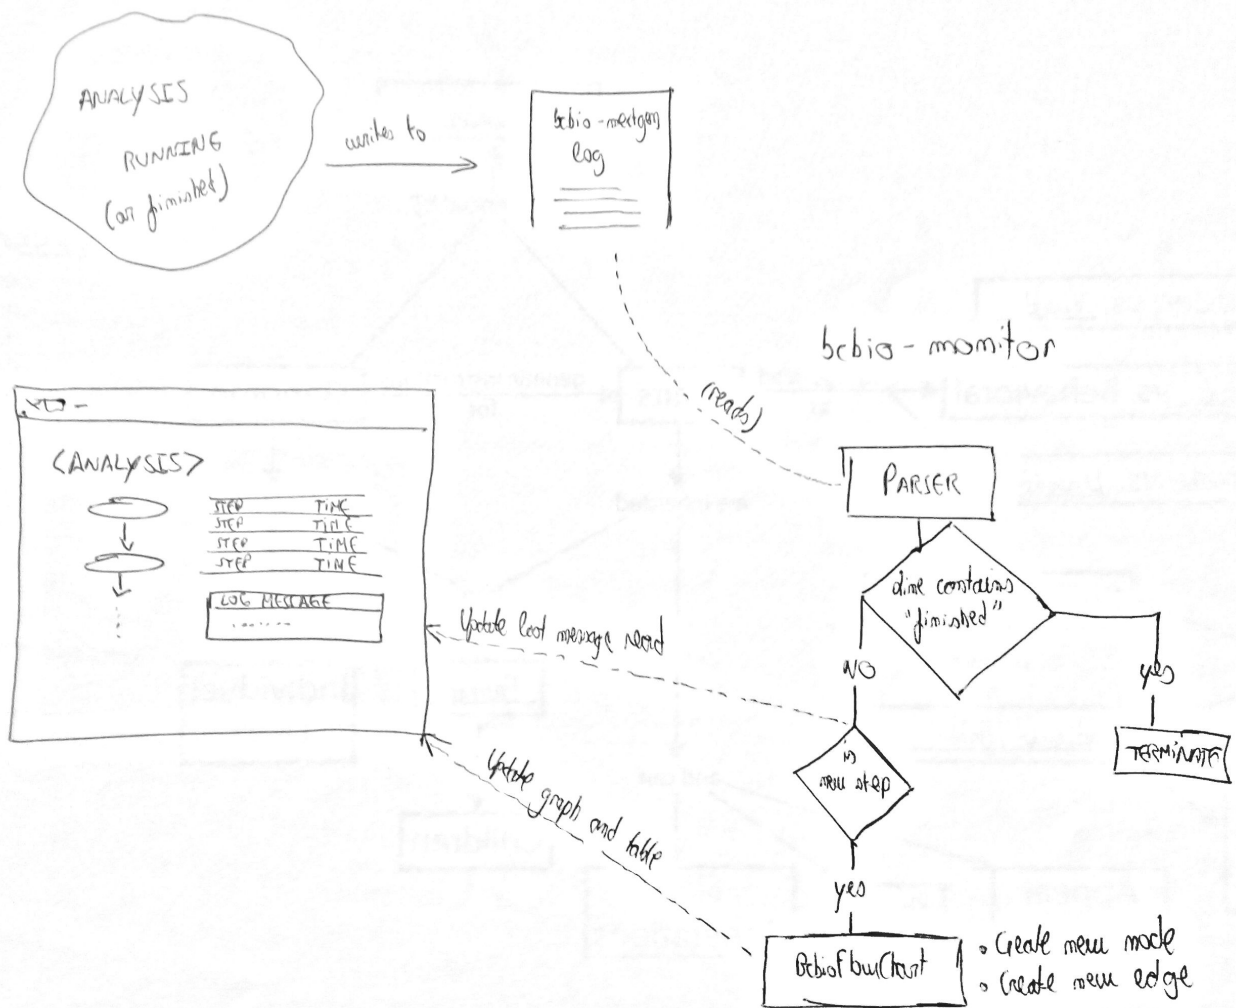 ANALYSIS
RUNNING
(or finished)
writes to
bcbio-nextgen
log
bcbio-monitor
(reads)
PARSER
Line contains
"finished"
NO
yes
TERMINATE
is
new step
yes
BcbioFlowChart
• Create new node
• Create new edge
Update last message read
Update graph and table
<ANALYSIS>
STEP TIME
STEP TIME
STEP TIME
STEP TIME
LOG MESSAGE